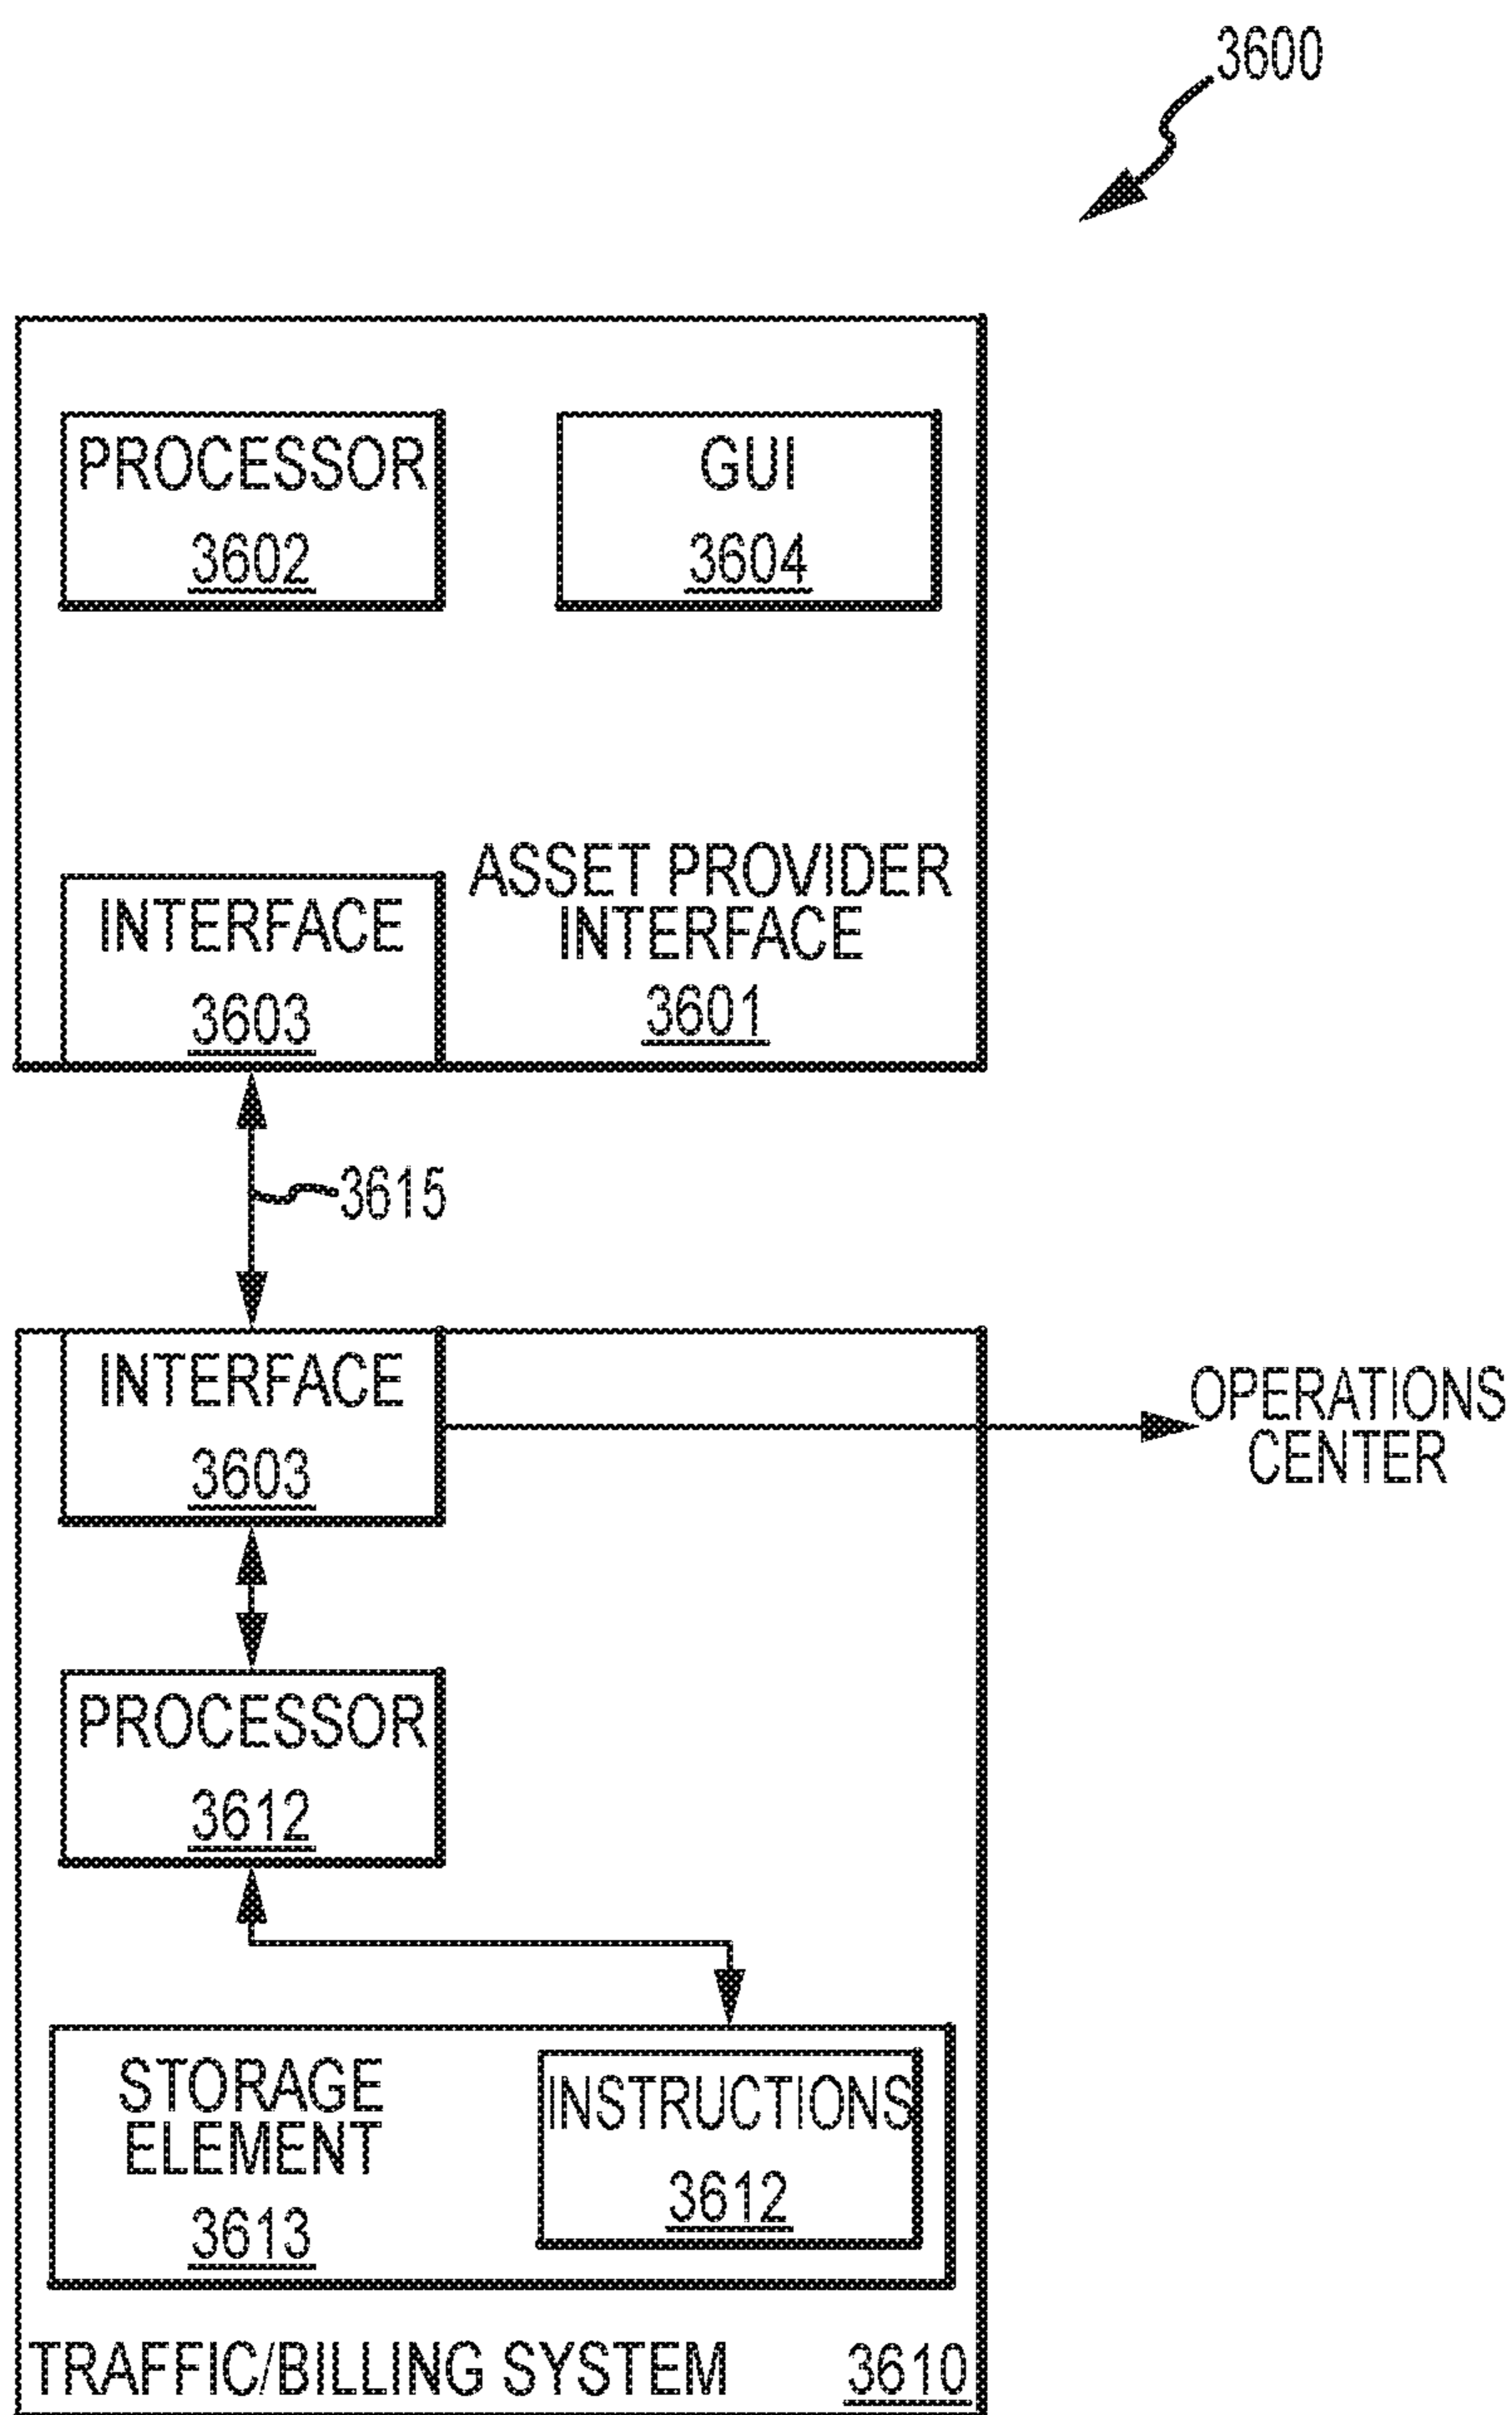 3600
PROCESSOR
3602
GUI
3604
INTERFACE
3603
ASSET PROVIDER
INTERFACE
3601
3615
INTERFACE
3603
OPERATIONS
CENTER
PROCESSOR
3612
STORAGE
ELEMENT
3613
INSTRUCTIONS
3612
TRAFFIC/BILLING SYSTEM 3610